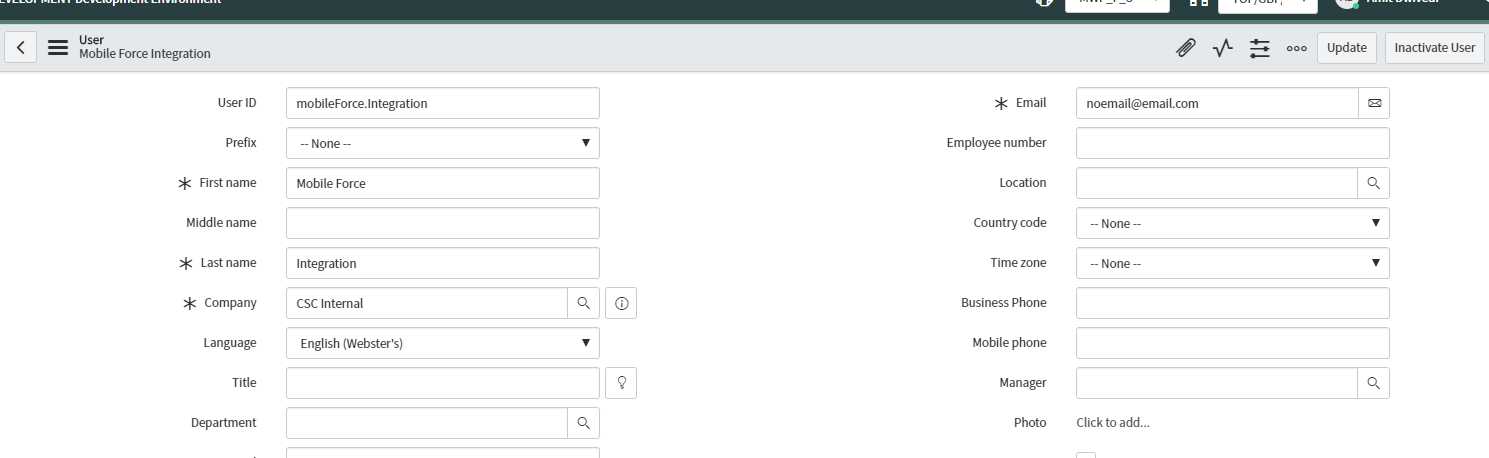 DEVELOPMENT Development Environment
User
Mobile Force Integration
Update
Inactivate User
User ID
mobileForce.Integration
Prefix
-- None --
First name
Mobile Force
Middle name
Last name
Integration
Company
CSC Internal
Language
English (Webster's)
Title
Department
Email
noemail@email.com
Employee number
Location
Country code
-- None --
Time zone
-- None --
Business Phone
Mobile phone
Manager
Photo
Click to add...